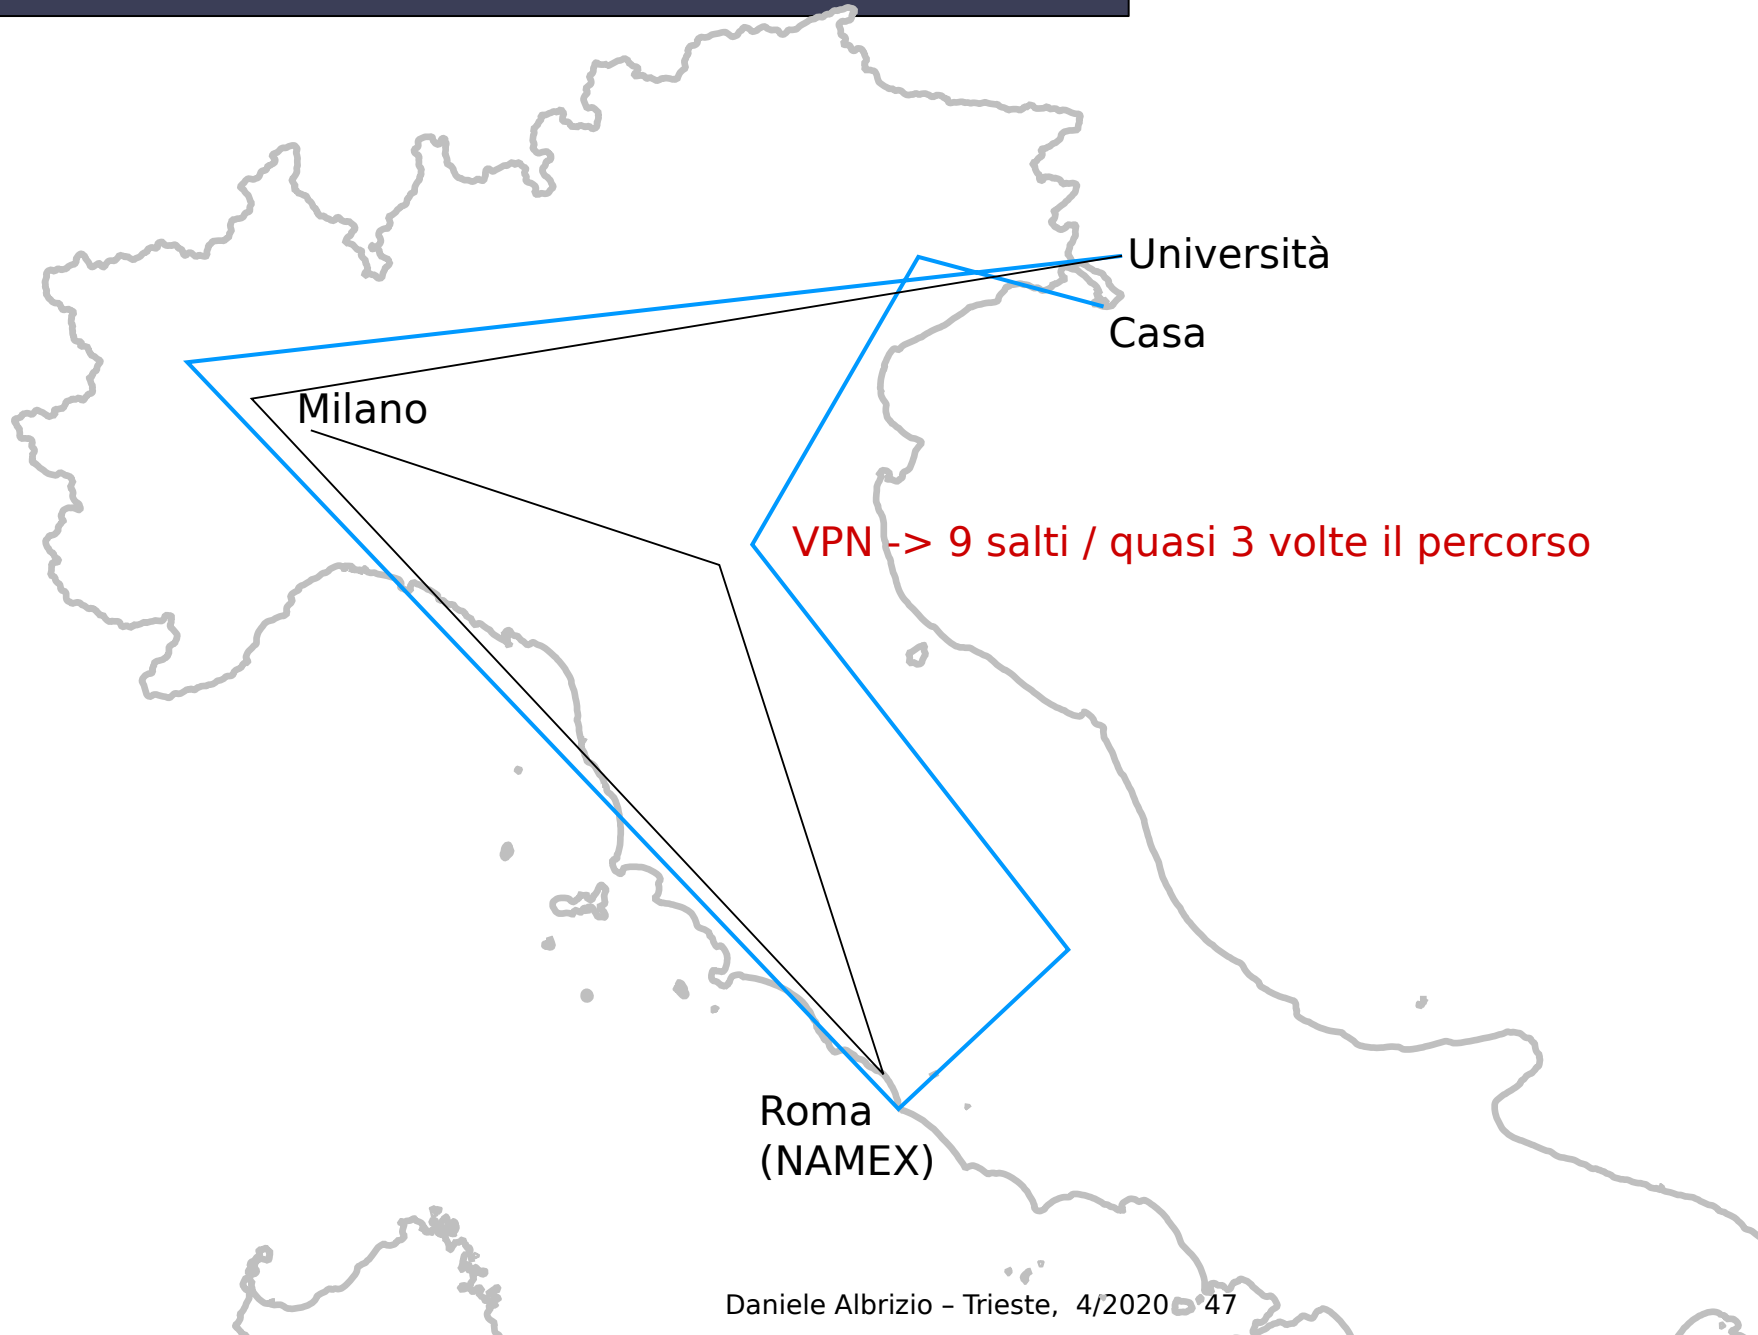 Università
Casa
Milano
VPN -> 9 salti / quasi 3 volte il percorso
Roma
(NAMEX)
Daniele Albrizio – Trieste, 4/2020 47